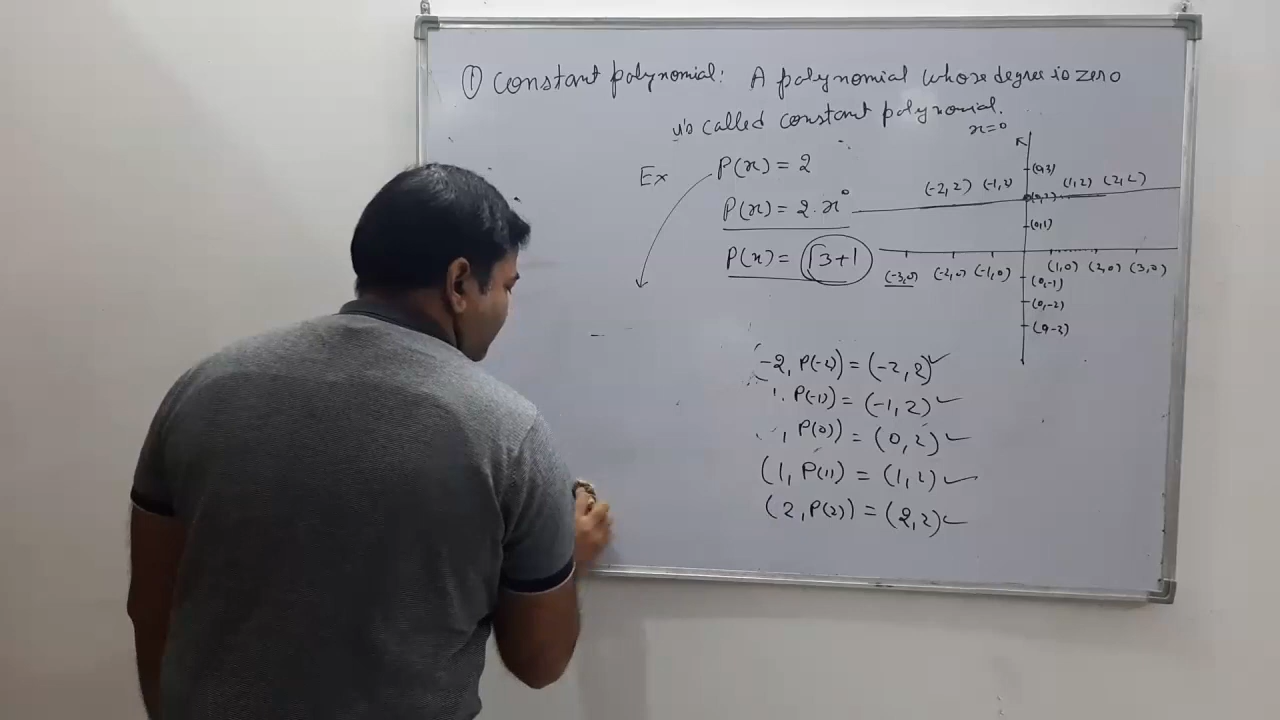 ① Constant polynomial: A polynomial whose degree is zero
is called constant polynomial.
x=0
Ex P(x) = 2
P(x) = 2·x⁰
P(x) = √3+1
(0,3)
(-2,2) (-1,2) (0,2) (1,2) (2,2)
(0,1)
(-3,0) (-2,0) (-1,0) (1,0) (2,0) (3,0)
(0,-1)
(0,-2)
(0,-3)
-2, P(-2)) = (-2,2)✓
, P(-1)) = (-1,2)✓
, P(0)) = (0,2)✓
(1, P(1)) = (1,2)✓
(2, P(2)) = (2,2)✓